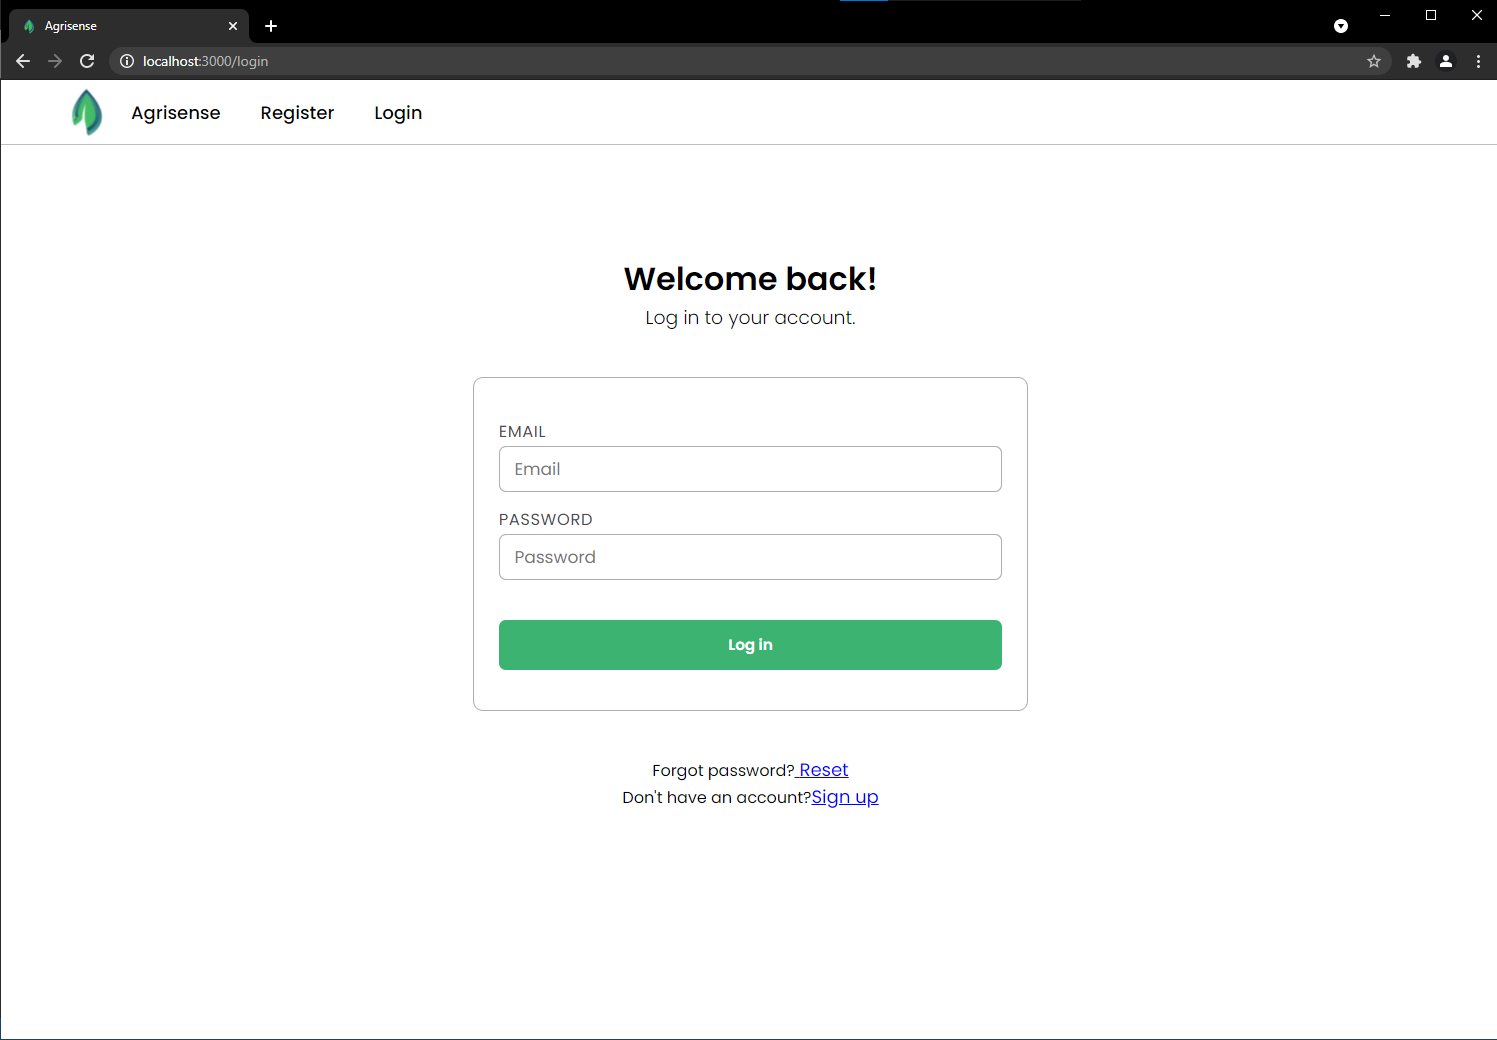 Agrisense
localhost:3000/login
Agrisense Register Login
Welcome back!
Log in to your account.
EMAIL
Email
PASSWORD
Password
Log in
Forgot password? Reset
Don't have an account?Sign up